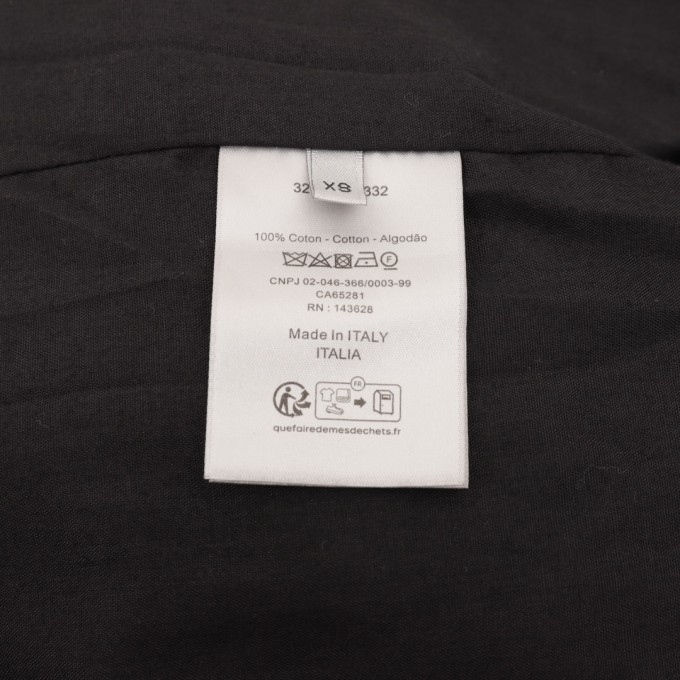 32 XS 332
100% Coton - Cotton - Algodão
F
CNPJ 02-046-366/0003-99
CA65281
RN : 143628
Made In ITALY
ITALIA
FR
quefairedemesdechets.fr